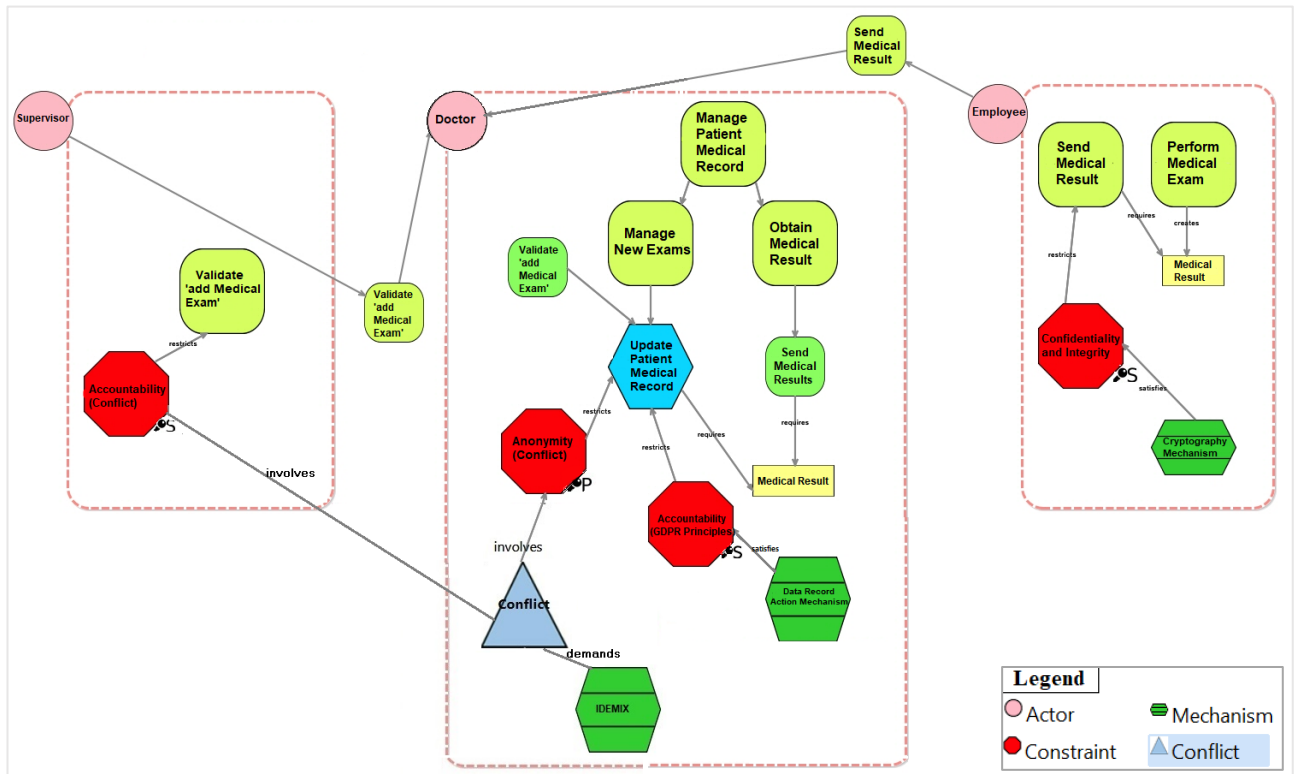 Send
Medical
Result
Supervisor
Doctor
Employee
Manage
Patient
Medical
Record
Send
Medical
Result
Perform
Medical
Exam
requires
creates
restricts
Medical
Result
Manage
New Exams
Obtain
Medical
Result
Validate
'add
Medical
Exam'
Validate
'add Medical
Exam'
Validate
'add
Medical
Exam'
restricts
Update
Patient
Medical
Record
Send
Medical
Results
Confidentiality
and Integrity
S
satisfies
Accountability
(Conflict)
S
restricts
Anonymity
(Conflict)
P
requires
requires
restricts
Cryptography
Mechanism
involves
Medical Result
Accountability
(GDPR Principles)
S
satisfies
involves
Conflict
Data Record
Action Mechanism
demands
IDEMIX
Legend
Actor
Mechanism
Constraint
Conflict